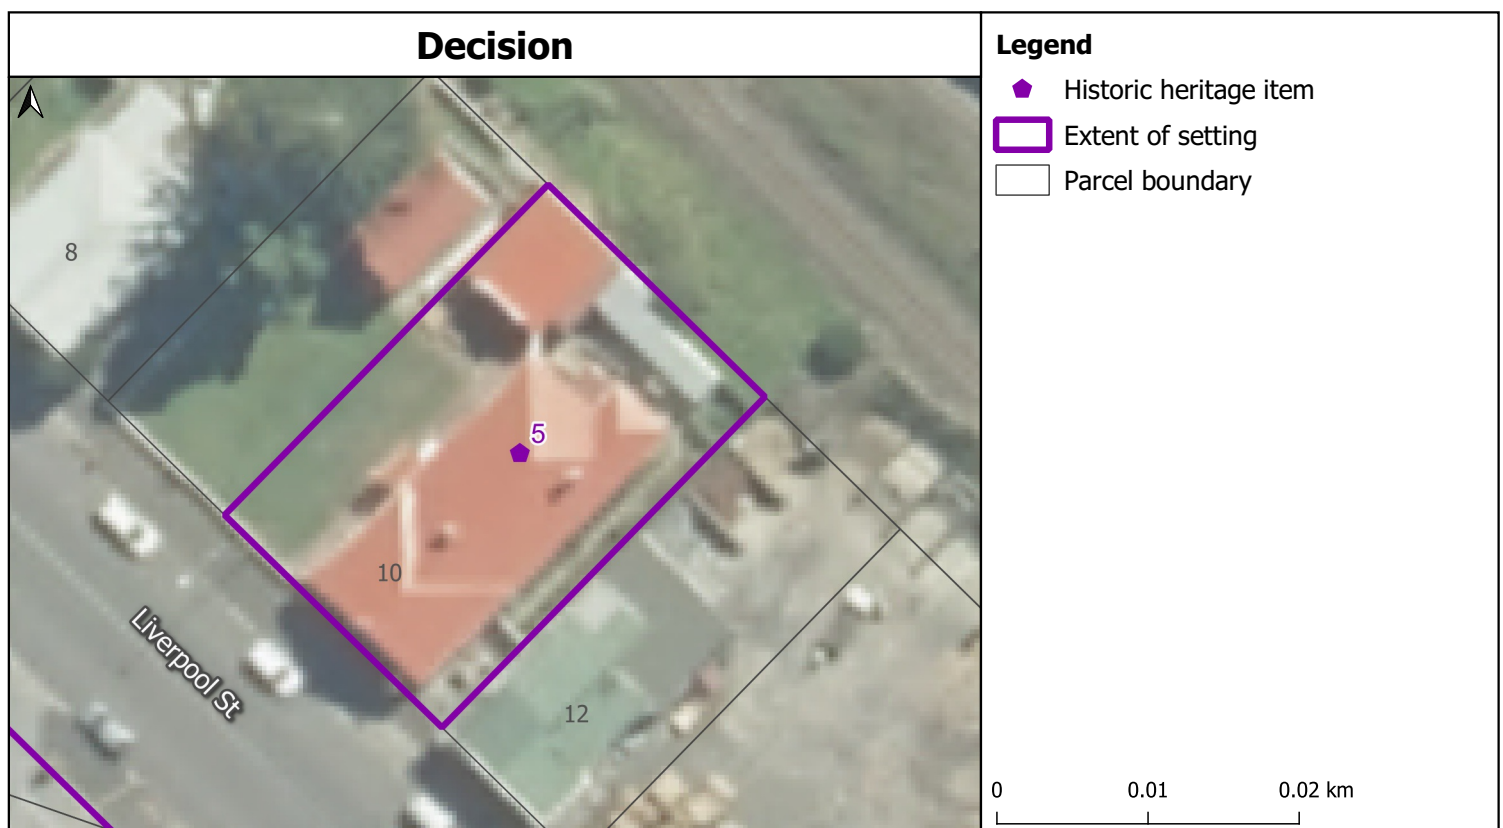 Decision
Legend
Historic heritage item
Extent of setting
Parcel boundary
8
5
10
Liverpool St
12
0 0.01 0.02 km